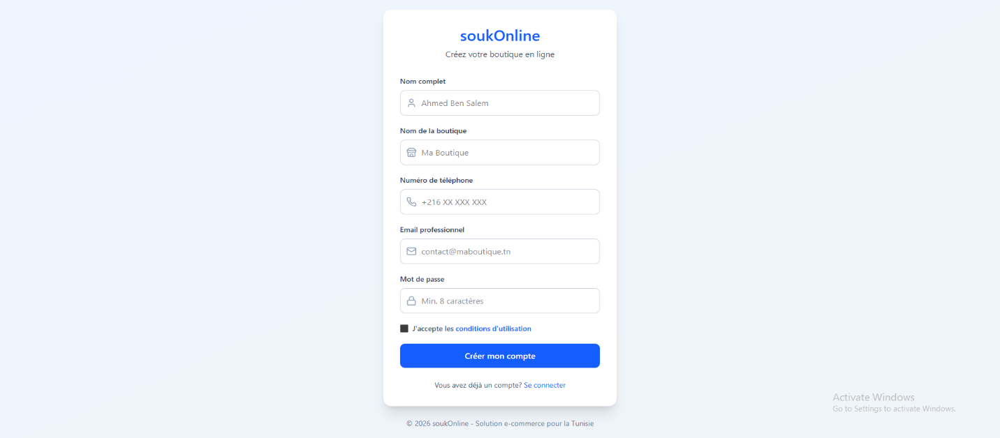 soukOnline
Créez votre boutique en ligne
Nom complet
Ahmed Ben Salem
Nom de la boutique
Ma Boutique
Numéro de téléphone
+216 XX XXX XXX
Email professionnel
contact@maboutique.tn
Mot de passe
Min. 8 caractères
J'accepte les conditions d'utilisation
Créer mon compte
Vous avez déjà un compte? Se connecter
© 2026 soukOnline - Solution e-commerce pour la Tunisie
Activate Windows
Go to Settings to activate Windows.